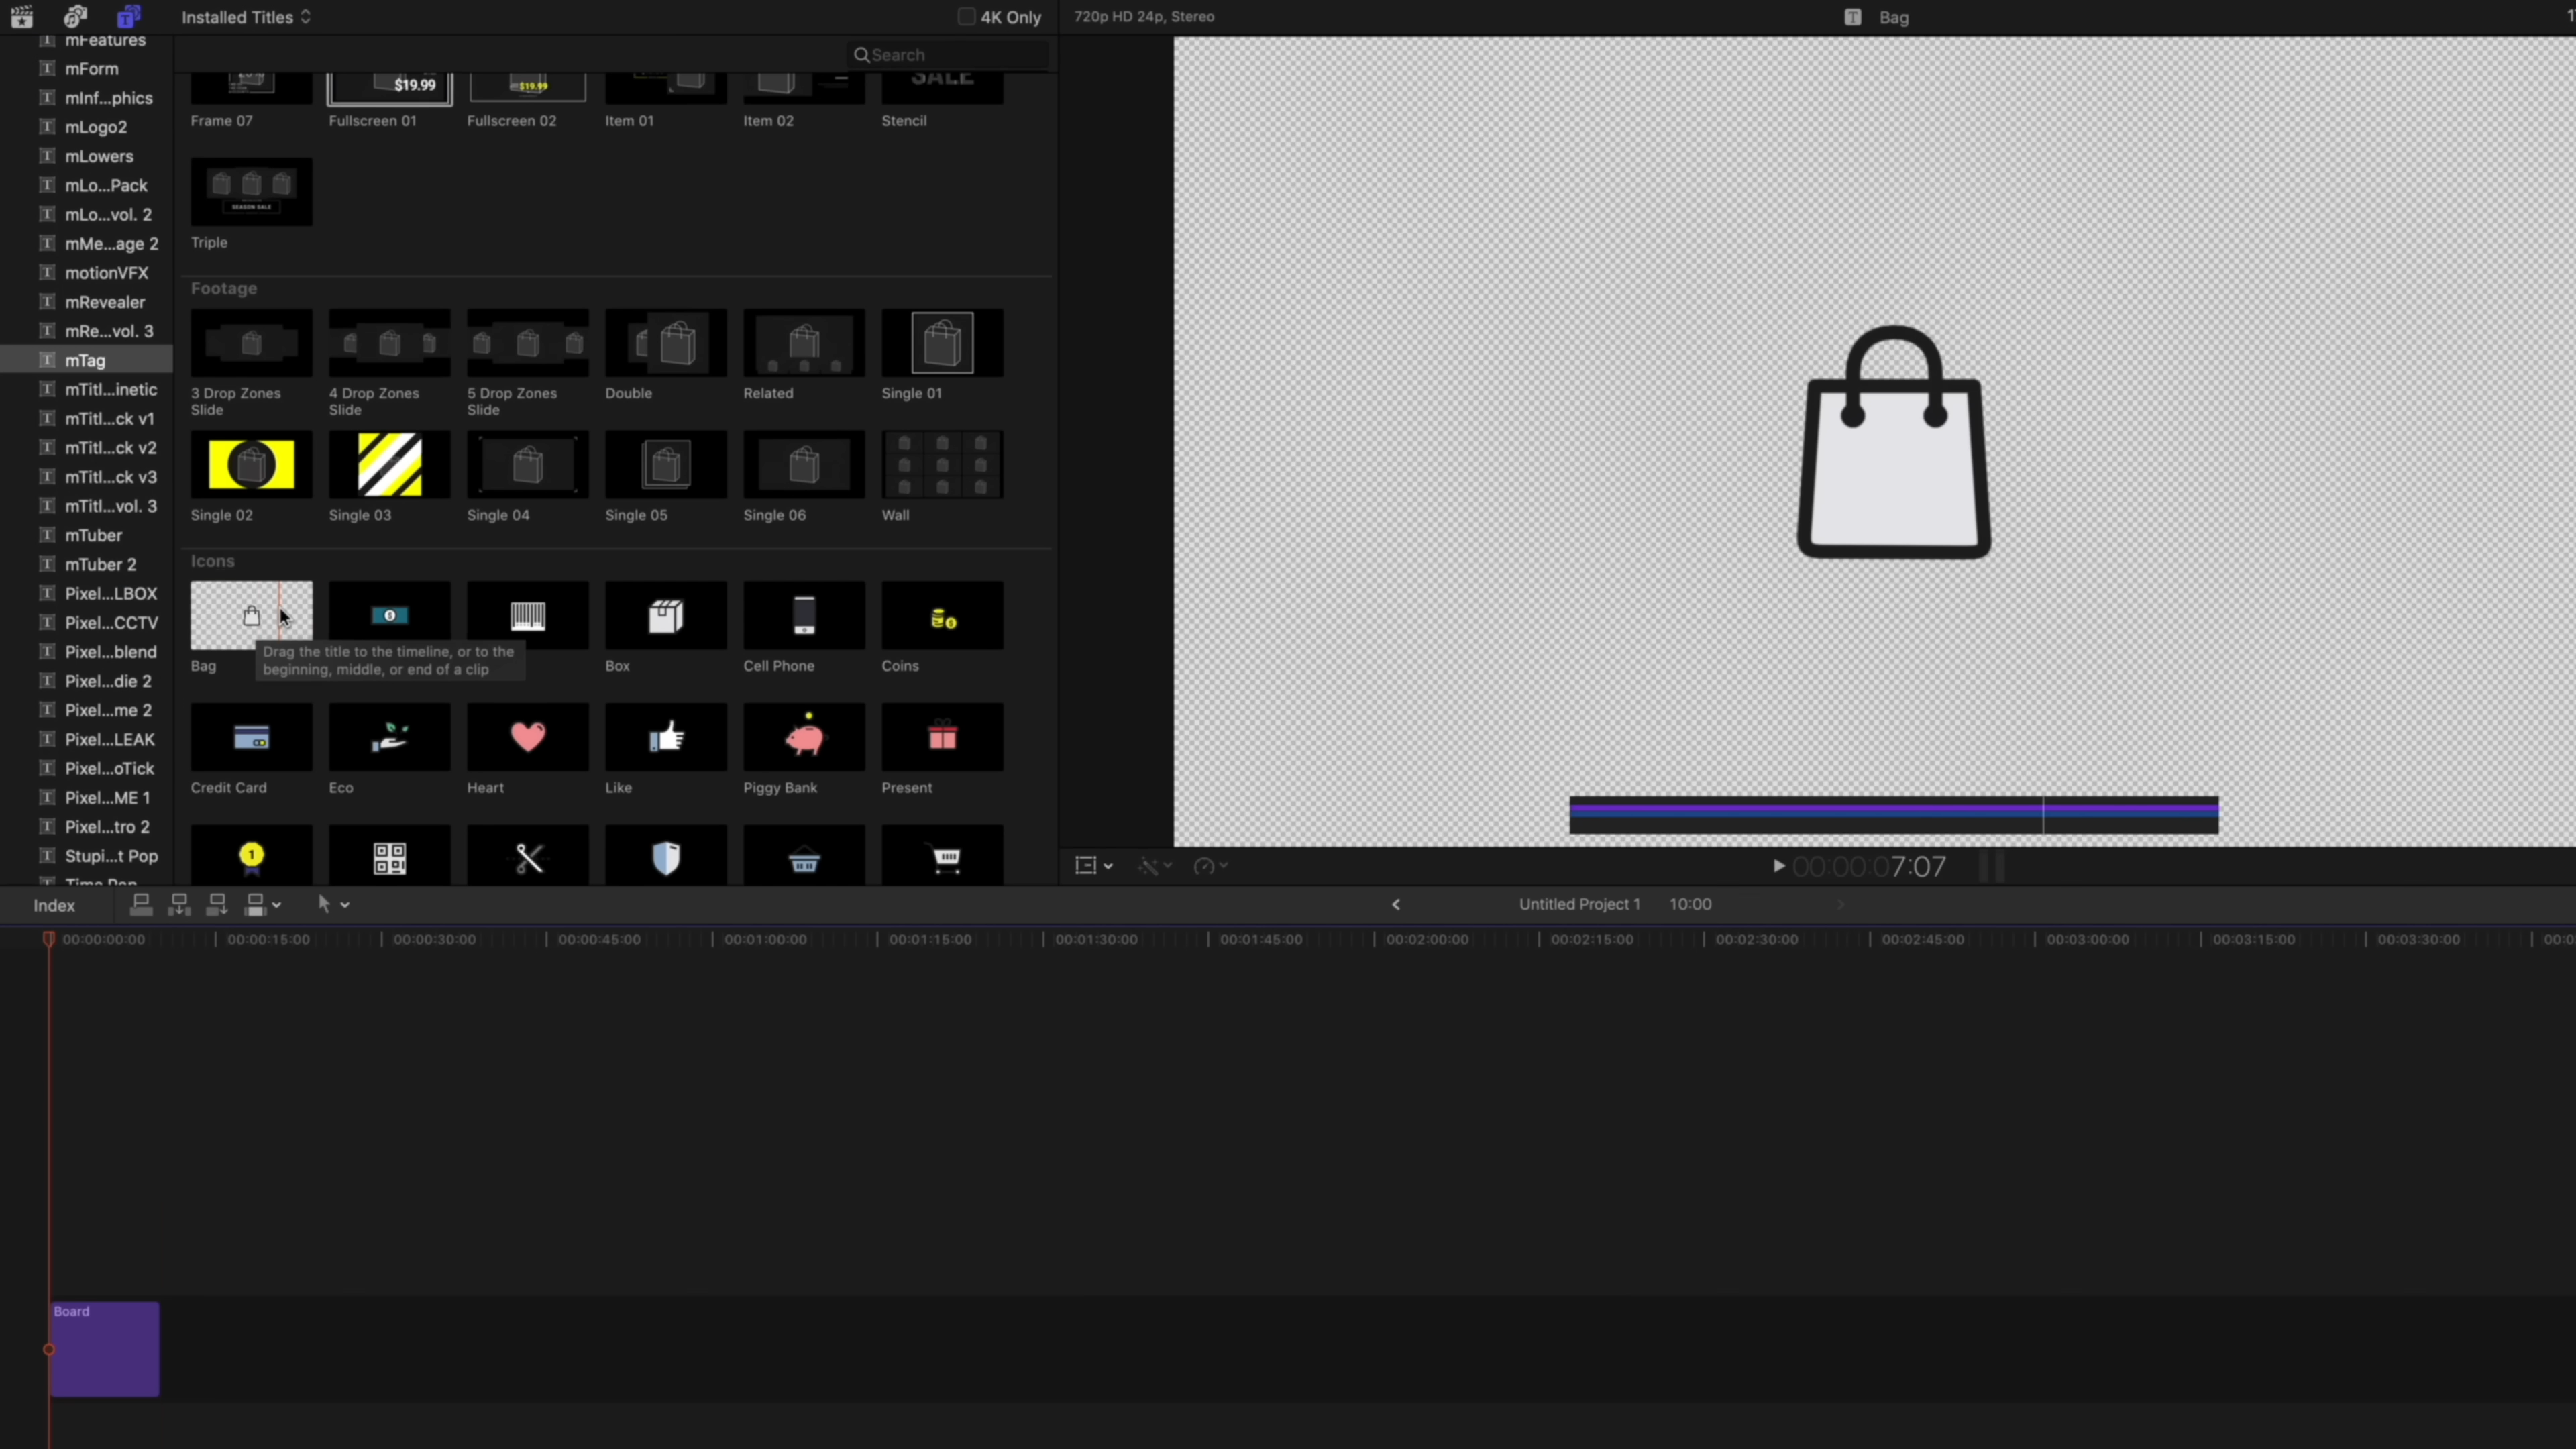 Installed Titles
4K Only
720p HD 24p, Stereo
Bag
Search
mFeatures
mForm
mInf...phics
mLogo2
mLowers
mLo...Pack
mLo...vol. 2
mMe...age 2
motionVFX
mRevealer
mRe...vol. 3
mTag
mTitl...inetic
mTitl...ck v1
mTitl...ck v2
mTitl...ck v3
mTitl...vol. 3
mTuber
mTuber 2
Pixel...LBOX
Pixel...CCTV
Pixel...blend
Pixel...die 2
Pixel...me 2
Pixel...LEAK
Pixel...oTick
Pixel...ME 1
Pixel...tro 2
Stupi...t Pop
$19.99
$19.99
SALE
Frame 07
Fullscreen 01
Fullscreen 02
Item 01
Item 02
Stencil
SEASON SALE
Triple
Footage
3 Drop Zones Slide
4 Drop Zones Slide
5 Drop Zones Slide
Double
Related
Single 01
Single 02
Single 03
Single 04
Single 05
Single 06
Wall
Icons
Drag the title to the timeline, or to the
beginning, middle, or end of a clip
Bag
Box
Cell Phone
Coins
Credit Card
Eco
Heart
Like
Piggy Bank
Present
1
00:00:07:07
Index
Untitled Project 1
10:00
00:00:00:00
00:00:15:00
00:00:30:00
00:00:45:00
00:01:00:00
00:01:15:00
00:01:30:00
00:01:45:00
00:02:00:00
00:02:15:00
00:02:30:00
00:02:45:00
00:03:00:00
00:03:15:00
00:03:30:00
Board